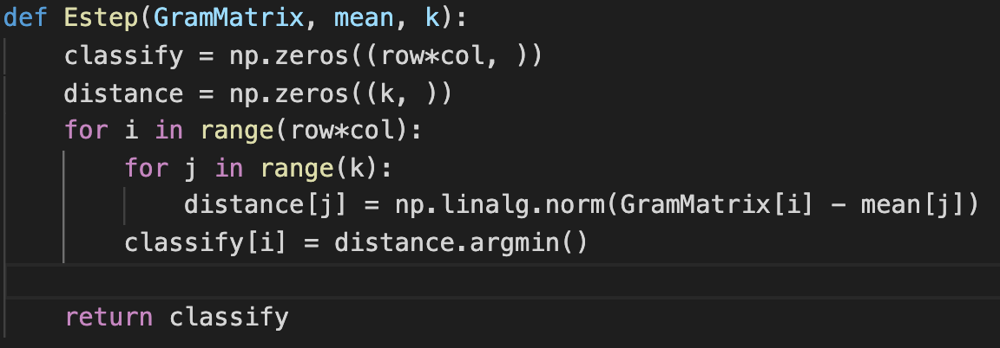 def Estep(GramMatrix, mean, k):
    classify = np.zeros((row*col, ))
    distance = np.zeros((k, ))
    for i in range(row*col):
        for j in range(k):
            distance[j] = np.linalg.norm(GramMatrix[i] - mean[j])
        classify[i] = distance.argmin()
    return classify